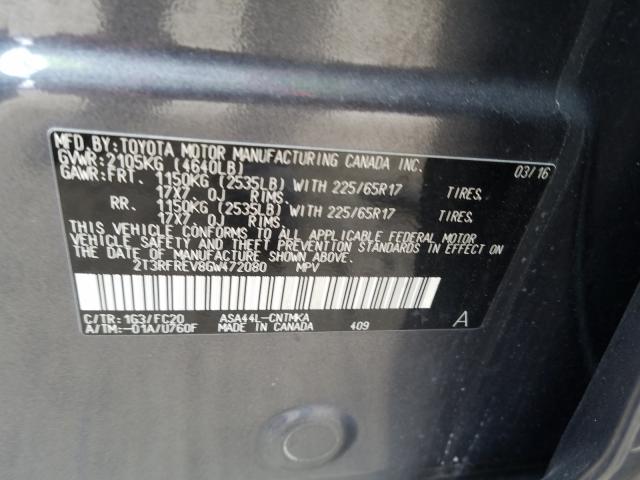 MFD. BY: TOYOTA MOTOR MANUFACTURING CANADA INC. 03/16
GVWR: 2105KG (4640LB)
GAWR: FRT. 1150KG (2535LB) WITH 225/65R17 TIRES,
17X7.0J RIMS.
RR. 1150KG (2535LB) WITH 225/65R17 TIRES,
17X7.0J RIMS.
THIS VEHICLE CONFORMS TO ALL APPLICABLE FEDERAL MOTOR
VEHICLE SAFETY AND THEFT PREVENTION STANDARDS IN EFFECT ON
THE DATE OF MANUFACTURE SHOWN ABOVE.
2T3RFREV8GW472080 MPV
C/TR: 1G3/FC20 ASA44L-CNTMKA A
A/TM: -01A/U760F MADE IN CANADA 409